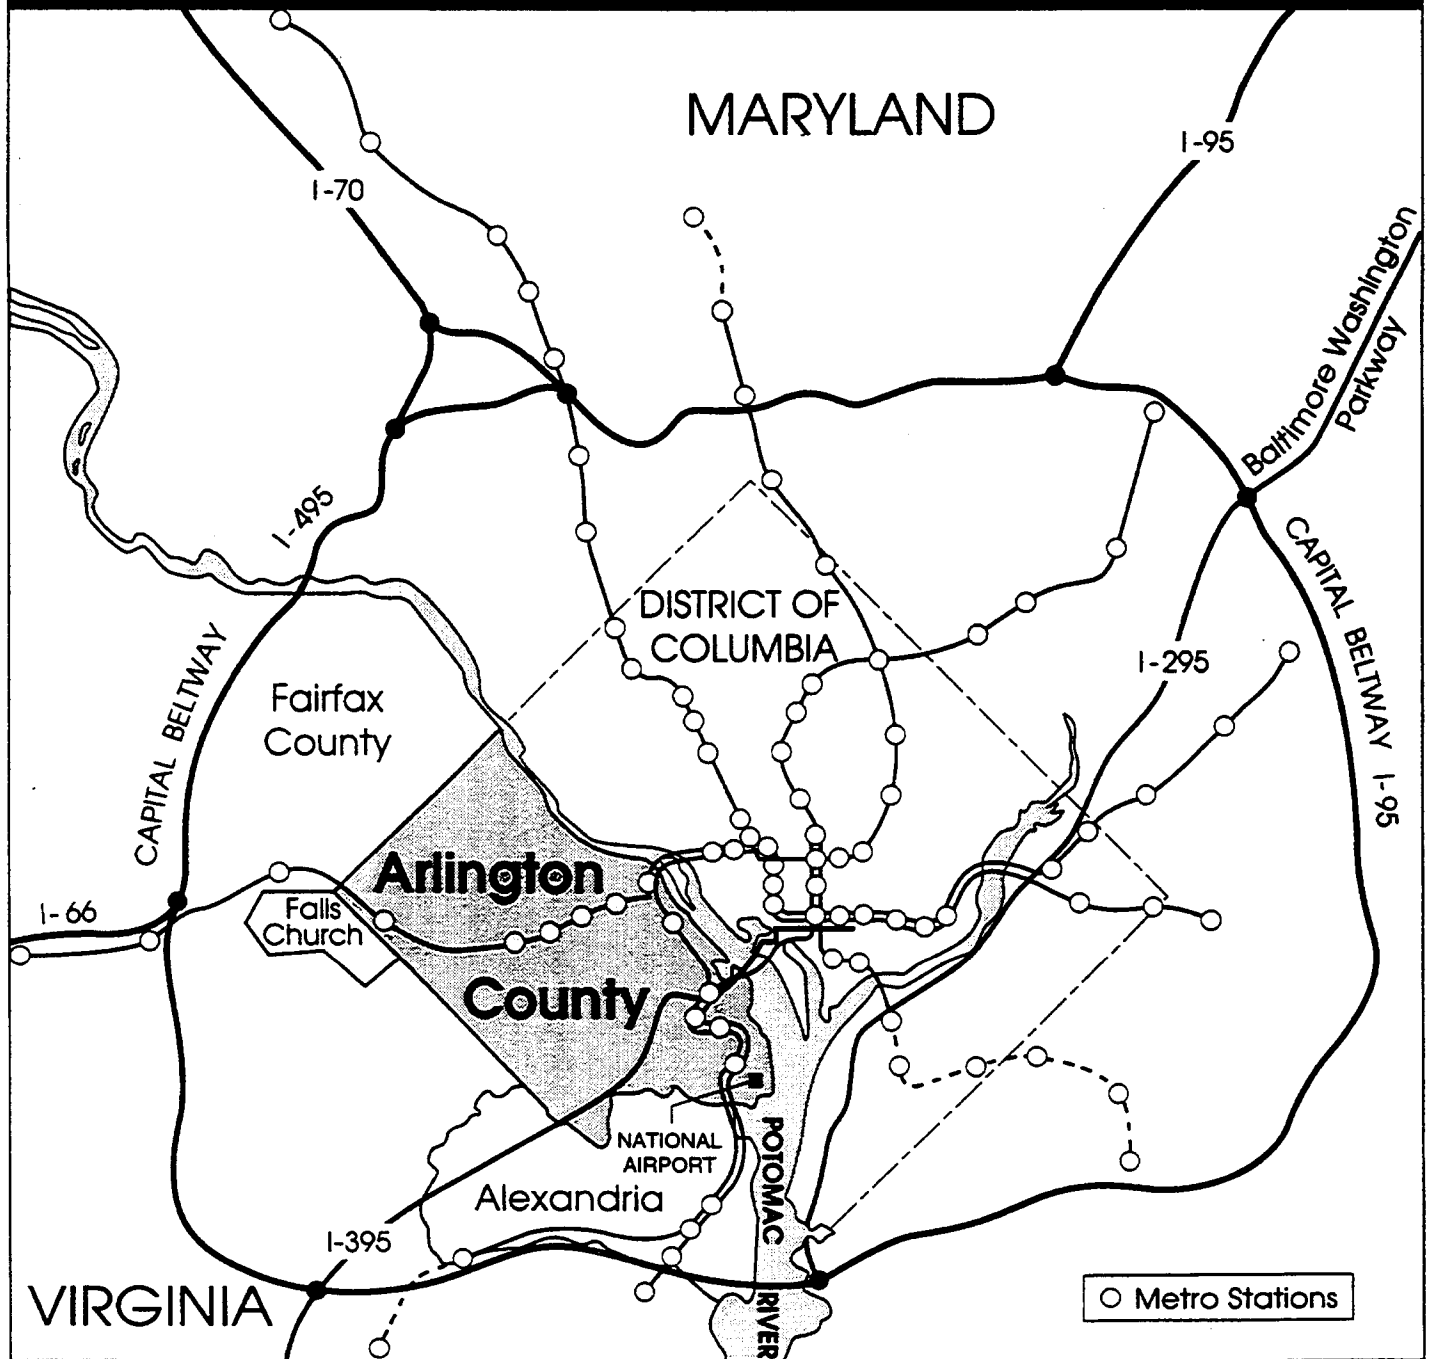 MARYLAND
I-95
I-70
Baltimore Washington
Parkway
I-495
CAPITAL BELTWAY I-95
DISTRICT OF
COLUMBIA
I-295
CAPITAL BELTWAY
Fairfax
County
Arlington
County
I-66
Falls
Church
NATIONAL
AIRPORT
POTOMAC
RIVER
Alexandria
I-395
VIRGINIA
Metro Stations